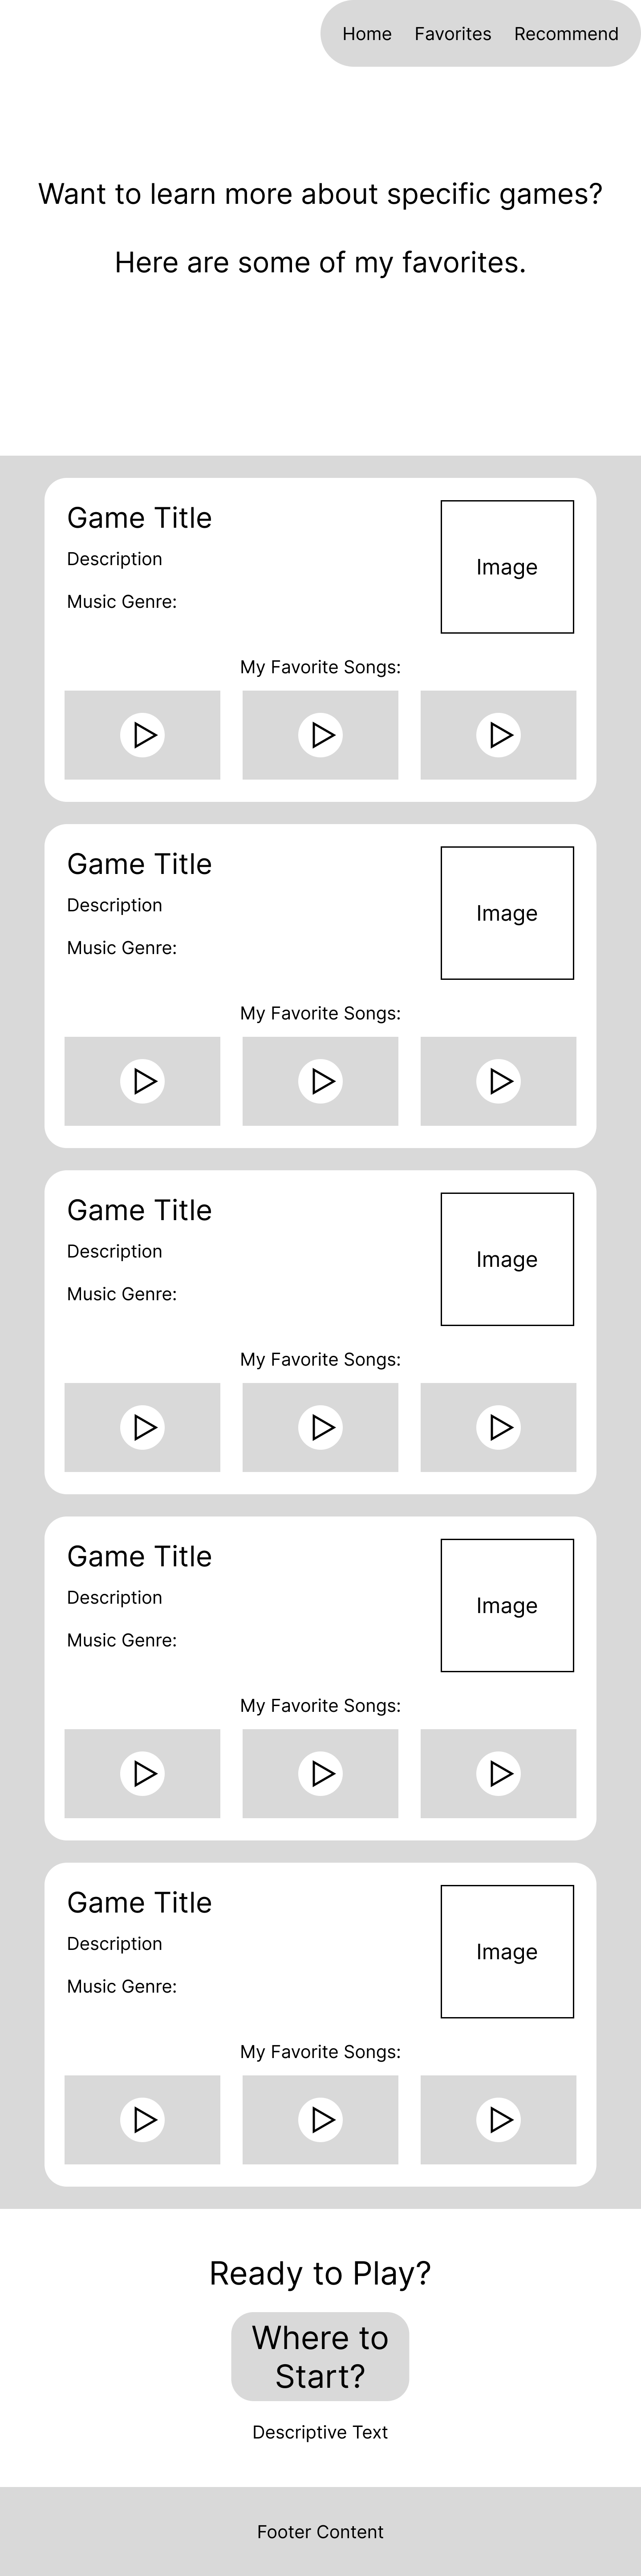 Home Favorites Recommend
Want to learn more about specific games?
Here are some of my favorites.
Game Title
Description
Music Genre:
Image
My Favorite Songs:
Game Title
Description
Music Genre:
Image
My Favorite Songs:
Game Title
Description
Music Genre:
Image
My Favorite Songs:
Game Title
Description
Music Genre:
Image
My Favorite Songs:
Game Title
Description
Music Genre:
Image
My Favorite Songs:
Ready to Play?
Where to
Start?
Descriptive Text
Footer Content